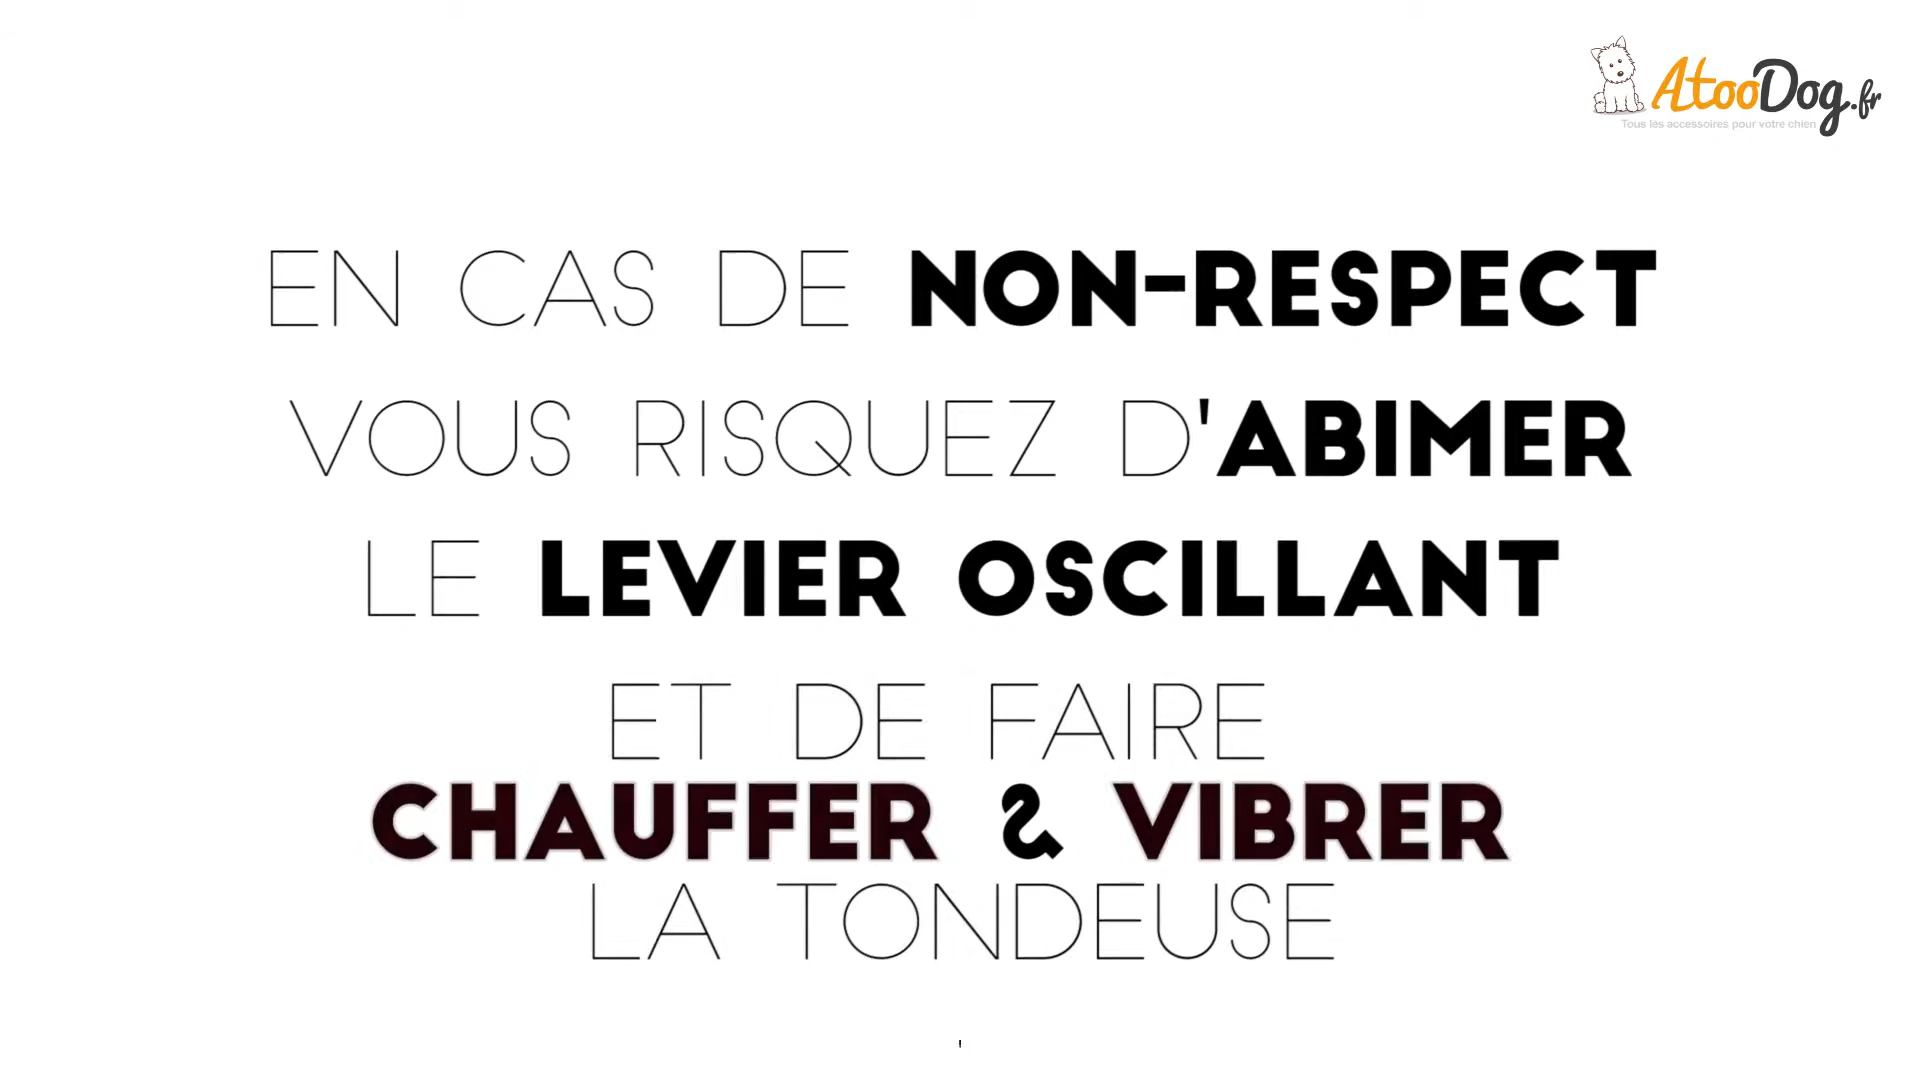 AtooDog.fr
Tous les accessoires pour votre chien
EN CAS DE NON-RESPECT
VOUS RISQUEZ D'ABIMER
LE LEVIER OSCILLANT
ET DE FAIRE
CHAUFFER & VIBRER
LA TONDEUSE